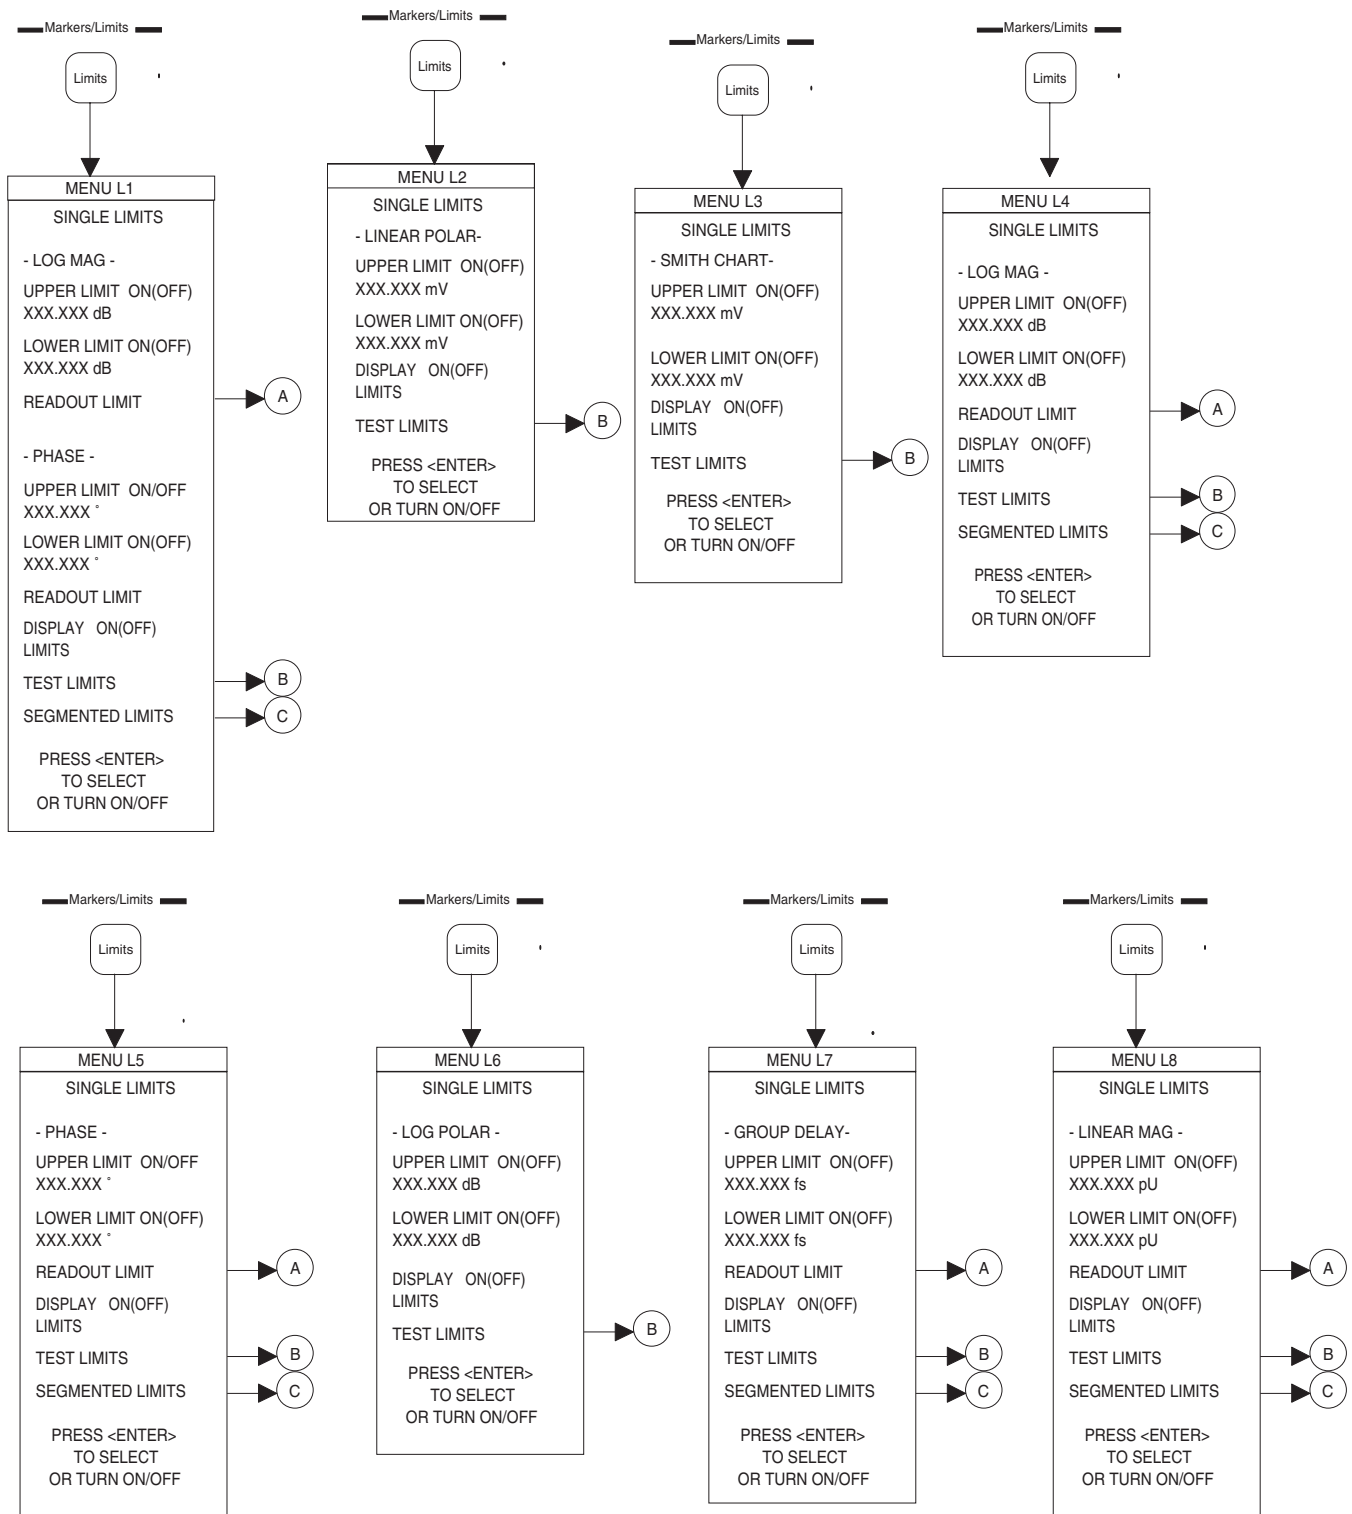 Markers/Limits
Limits
MENU L1
SINGLE LIMITS
- LOG MAG -
UPPER LIMIT ON(OFF)
XXX.XXX dB
LOWER LIMIT ON(OFF)
XXX.XXX dB
READOUT LIMIT
A
- PHASE -
UPPER LIMIT ON/OFF
XXX.XXX °
LOWER LIMIT ON(OFF)
XXX.XXX °
READOUT LIMIT
DISPLAY ON(OFF)
LIMITS
TEST LIMITS
B
SEGMENTED LIMITS
C
PRESS <ENTER>
TO SELECT
OR TURN ON/OFF
Markers/Limits
Limits
MENU L2
SINGLE LIMITS
- LINEAR POLAR-
UPPER LIMIT ON(OFF)
XXX.XXX mV
LOWER LIMIT ON(OFF)
XXX.XXX mV
DISPLAY ON(OFF)
LIMITS
TEST LIMITS
B
PRESS <ENTER>
TO SELECT
OR TURN ON/OFF
Markers/Limits
Limits
MENU L3
SINGLE LIMITS
- SMITH CHART-
UPPER LIMIT ON(OFF)
XXX.XXX mV
LOWER LIMIT ON(OFF)
XXX.XXX mV
DISPLAY ON(OFF)
LIMITS
TEST LIMITS
B
PRESS <ENTER>
TO SELECT
OR TURN ON/OFF
Markers/Limits
Limits
MENU L4
SINGLE LIMITS
- LOG MAG -
UPPER LIMIT ON(OFF)
XXX.XXX dB
LOWER LIMIT ON(OFF)
XXX.XXX dB
READOUT LIMIT
A
DISPLAY ON(OFF)
LIMITS
TEST LIMITS
B
SEGMENTED LIMITS
C
PRESS <ENTER>
TO SELECT
OR TURN ON/OFF
Markers/Limits
Limits
MENU L5
SINGLE LIMITS
- PHASE -
UPPER LIMIT ON/OFF
XXX.XXX °
LOWER LIMIT ON(OFF)
XXX.XXX °
READOUT LIMIT
A
DISPLAY ON(OFF)
LIMITS
TEST LIMITS
B
SEGMENTED LIMITS
C
PRESS <ENTER>
TO SELECT
OR TURN ON/OFF
Markers/Limits
Limits
MENU L6
SINGLE LIMITS
- LOG POLAR -
UPPER LIMIT ON(OFF)
XXX.XXX dB
LOWER LIMIT ON(OFF)
XXX.XXX dB
DISPLAY ON(OFF)
LIMITS
TEST LIMITS
B
PRESS <ENTER>
TO SELECT
OR TURN ON/OFF
Markers/Limits
Limits
MENU L7
SINGLE LIMITS
- GROUP DELAY-
UPPER LIMIT ON(OFF)
XXX.XXX fs
LOWER LIMIT ON(OFF)
XXX.XXX fs
READOUT LIMIT
A
DISPLAY ON(OFF)
LIMITS
TEST LIMITS
B
SEGMENTED LIMITS
C
PRESS <ENTER>
TO SELECT
OR TURN ON/OFF
Markers/Limits
Limits
MENU L8
SINGLE LIMITS
- LINEAR MAG -
UPPER LIMIT ON(OFF)
XXX.XXX pU
LOWER LIMIT ON(OFF)
XXX.XXX pU
READOUT LIMIT
A
DISPLAY ON(OFF)
LIMITS
TEST LIMITS
B
SEGMENTED LIMITS
C
PRESS <ENTER>
TO SELECT
OR TURN ON/OFF